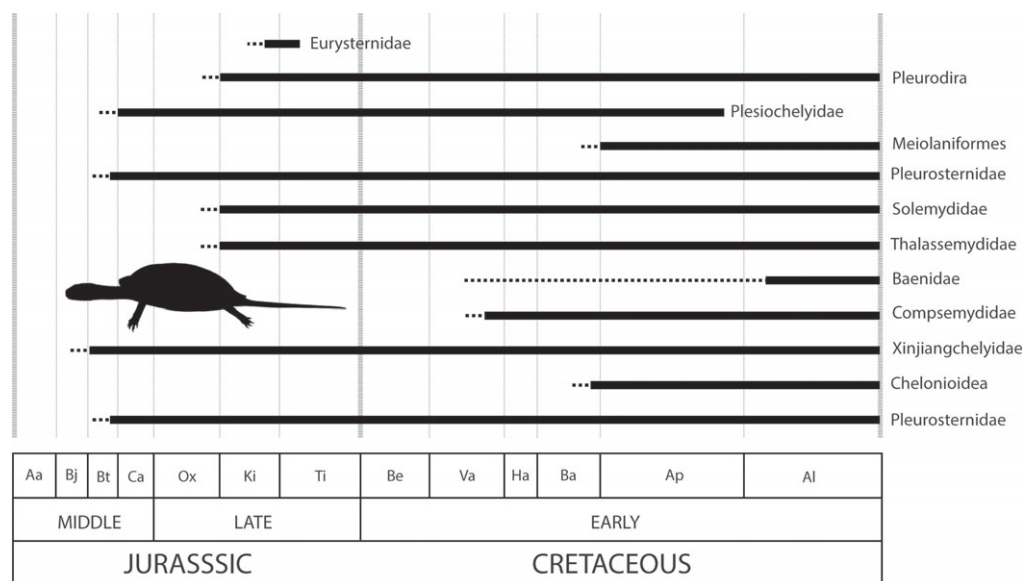 Eurysternidae
Pleurodira
Plesiochelyidae
Meiolaniformes
Pleurosternidae
Solemydidae
Thalassemydidae
Baenidae
Compsemydidae
Xinjiangchelyidae
Chelonioidea
Pleurosternidae
Aa Bj Bt Ca Ox Ki Ti Be Va Ha Ba Ap Al
MIDDLE LATE EARLY
JURASSSIC CRETACEOUS